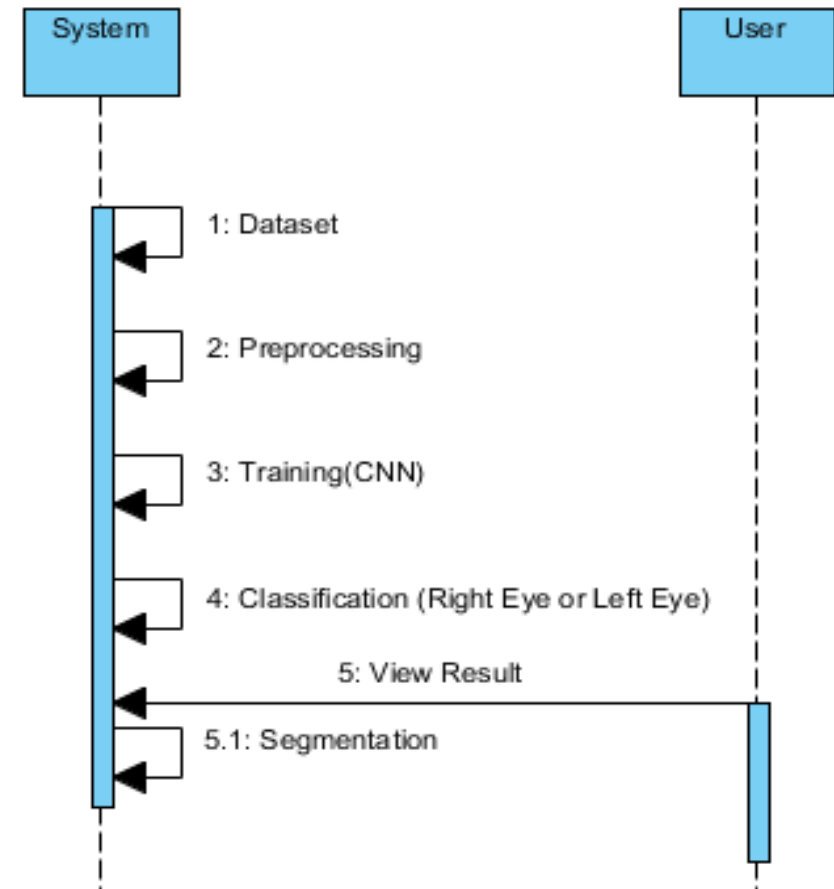 System
User
1: Dataset
2: Preprocessing
3: Training(CNN)
4: Classification (Right Eye or Left Eye)
5: View Result
5.1: Segmentation